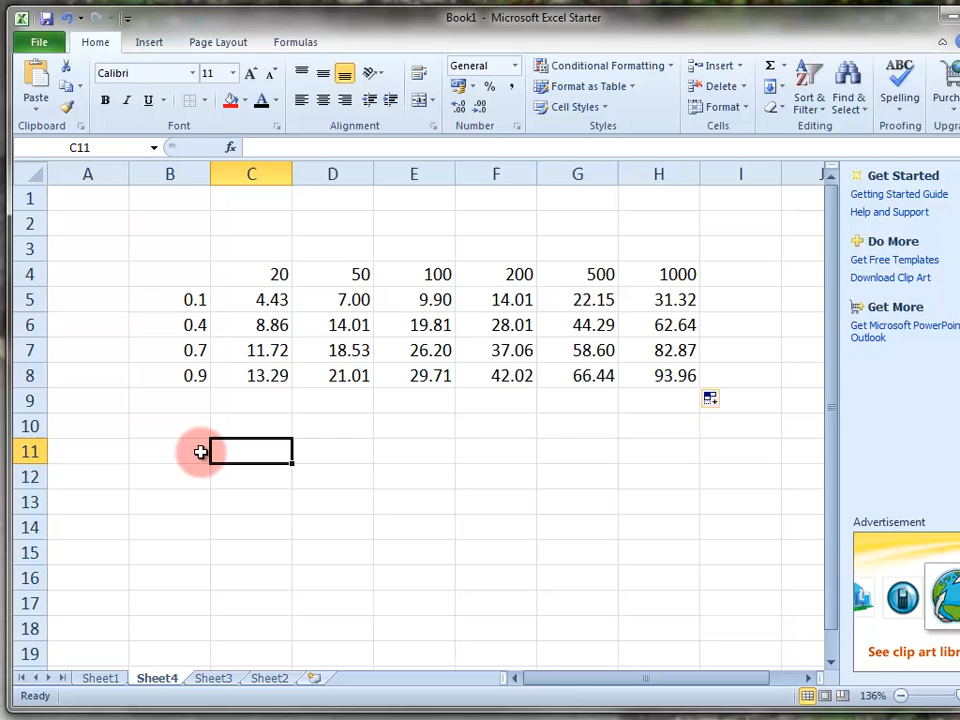 Book1 - Microsoft Excel Starter
File Home Insert Page Layout Formulas
Paste
Calibri 11
B I U
General
% ,
Conditional Formatting
Format as Table
Cell Styles
Insert
Delete
Format
Σ
Sort & Filter
Find & Select
ABC
Spelling
Purch
Clipboard Font Alignment Number Styles Cells Editing Proofing Upgra
C11 fx
A B C D E F G H I J
1
2
3
4 20 50 100 200 500 1000
5 0.1 4.43 7.00 9.90 14.01 22.15 31.32
6 0.4 8.86 14.01 19.81 28.01 44.29 62.64
7 0.7 11.72 18.53 26.20 37.06 58.60 82.87
8 0.9 13.29 21.01 29.71 42.02 66.44 93.96
9
10
11
12
13
14
15
16
17
18
19
Get Started
Getting Started Guide
Help and Support
Do More
Get Free Templates
Download Clip Art
Get More
Get Microsoft PowerPoin
Outlook
Advertisement
See clip art libr
Sheet1 Sheet4 Sheet3 Sheet2
Ready 136%